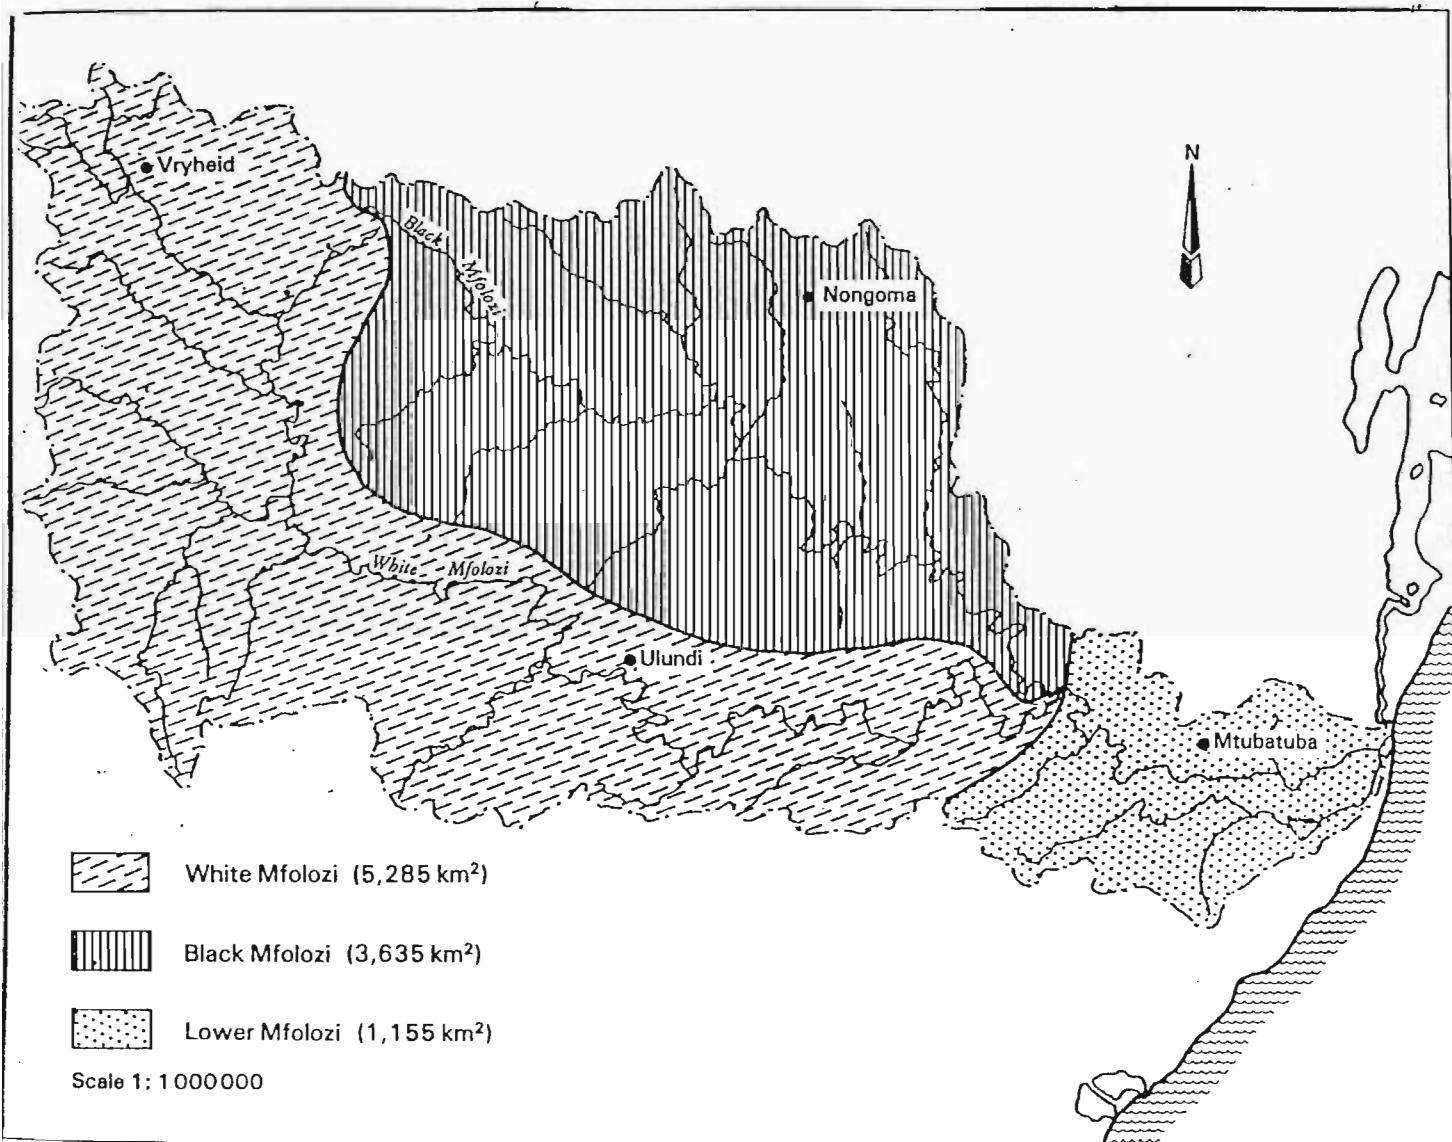 N
Vryheid
Black Mfolozi
Nongoma
White Mfolozi
Ulundi
Mtubatuba
White Mfolozi (5,285 km²)
Black Mfolozi (3,635 km²)
Lower Mfolozi (1,155 km²)
Scale 1: 1000000